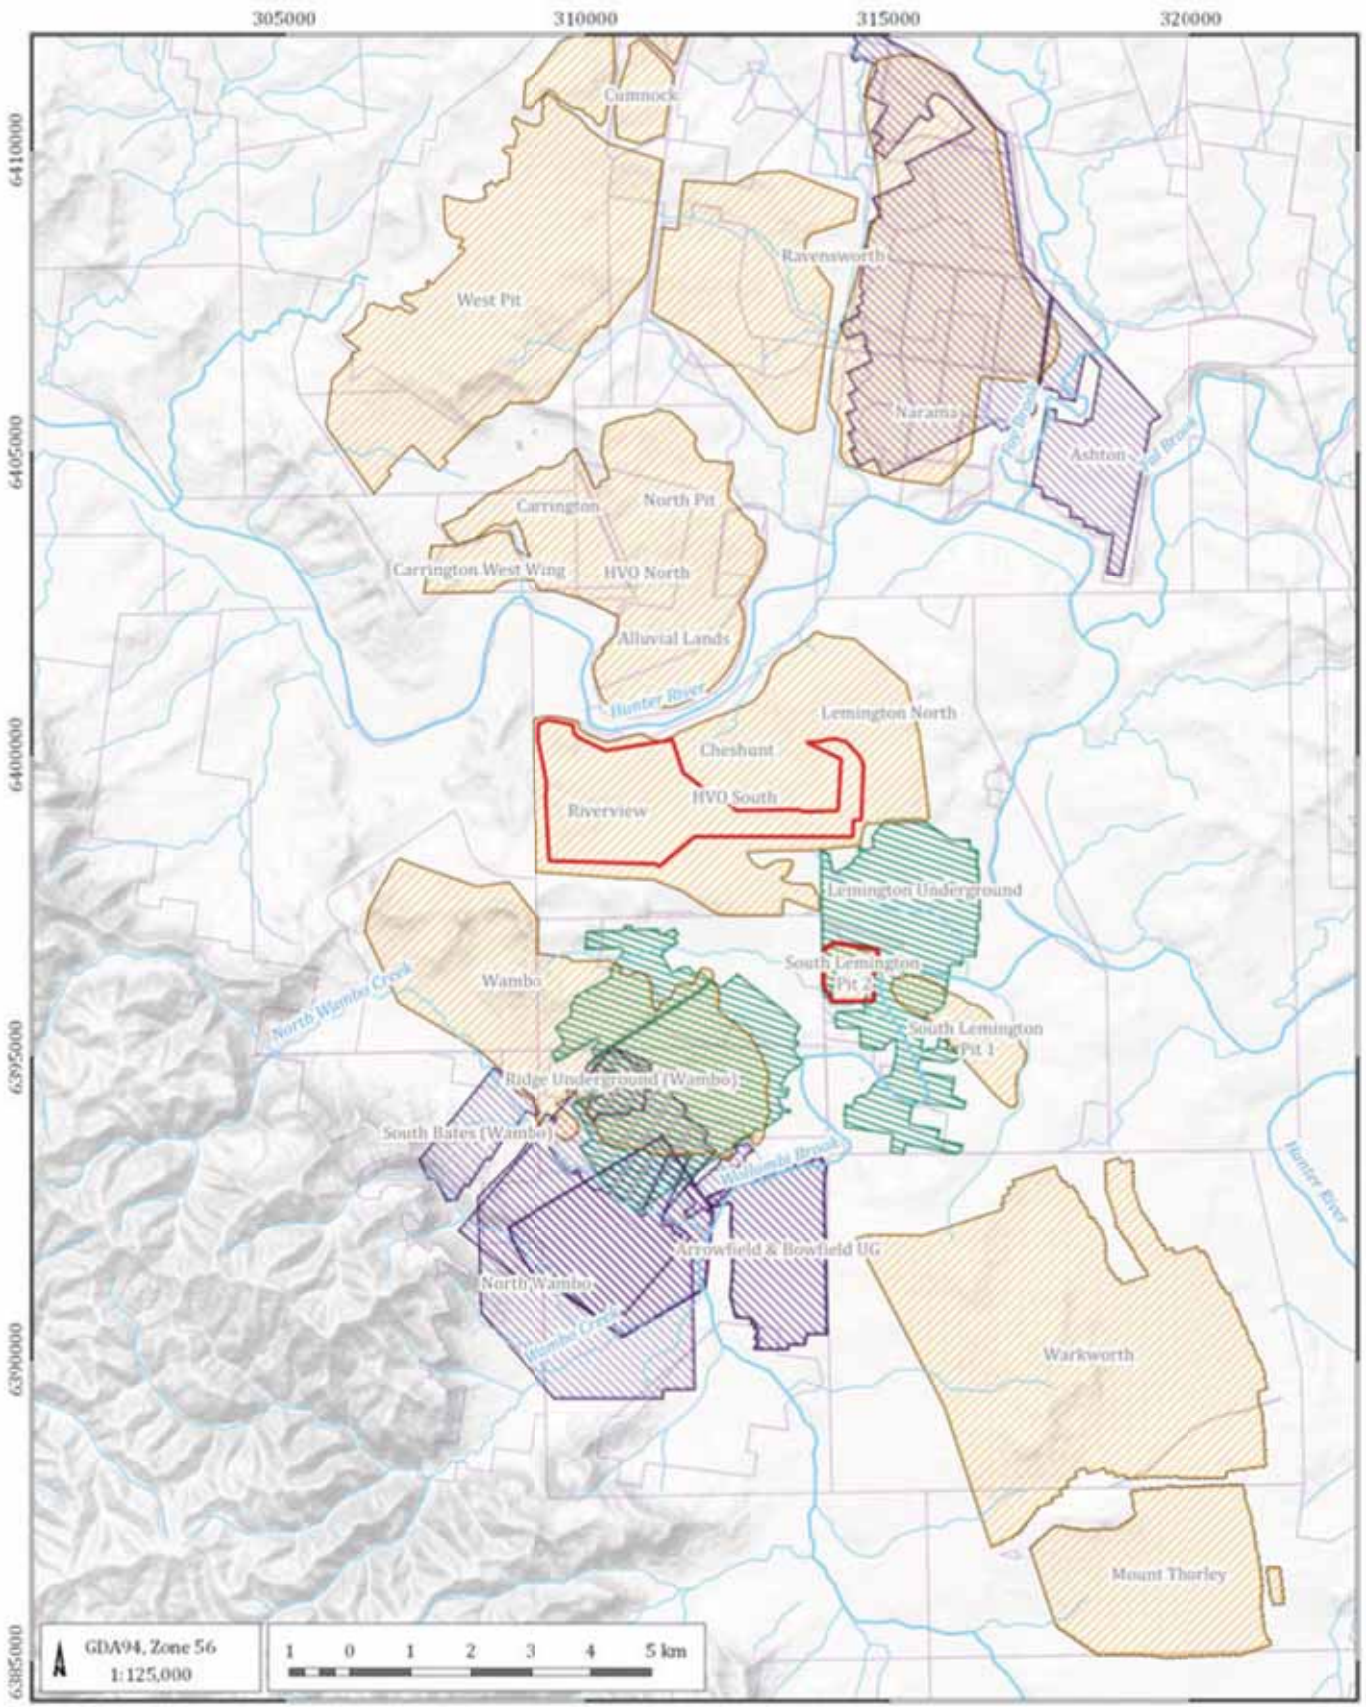 305000
310000
315000
320000
6410000
6405000
6400000
6395000
6390000
6385000
Cumnock
Ravensworth
West Pit
Narama
Bowmans Brook
Ashton
Carrington
North Pit
Carrington West Wing
HVO North
Alluvial Lands
Hunter River
Lemington North
Cheshunt
HVO South
Riverview
Lemington Underground
South Lemington
Pit 2
Wambo
North Wambo Creek
South Lemington
Pit 1
Ridge Underground (Wambo)
South Bates (Wambo)
Wollombi Brook
Hunter River
Arrowfield & Bowfield UG
North Wambo
Wambo Creek
Warkworth
Mount Thorley
GDA94, Zone 56
1:125,000
1 0 1 2 3 4 5 km